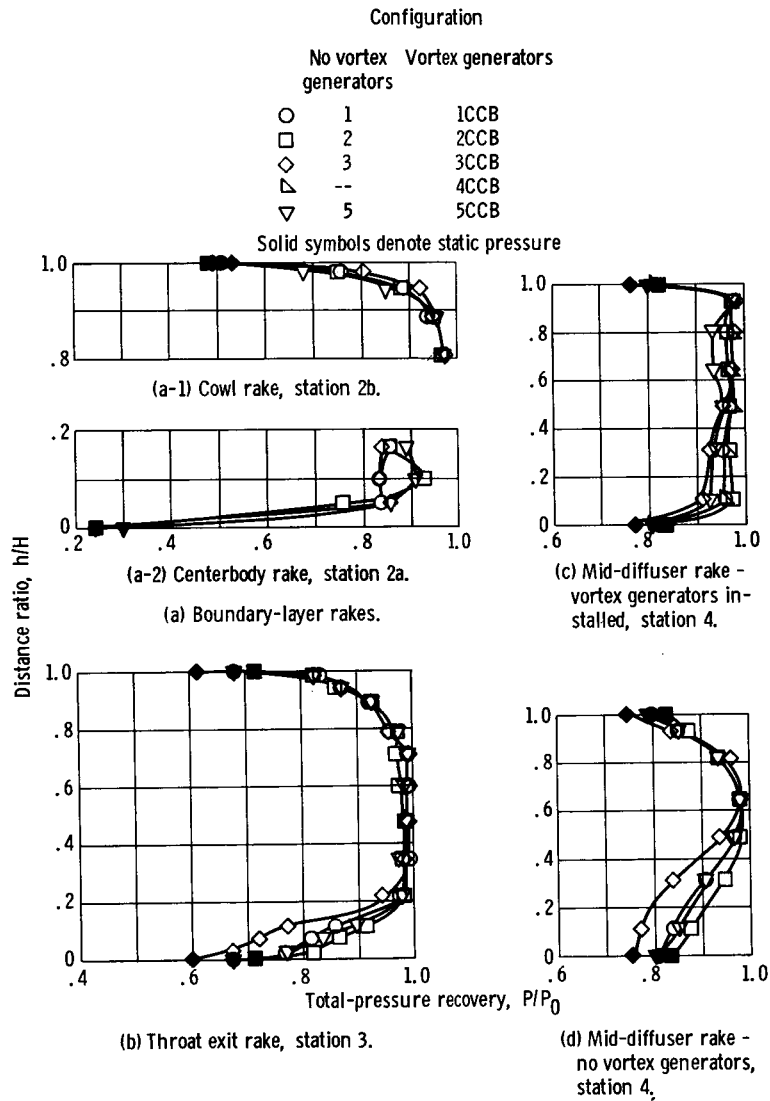 Configuration
No vortex generators Vortex generators
1 1CCB
2 2CCB
3 3CCB
-- 4CCB
5 5CCB
Solid symbols denote static pressure
1.0
.8
(a-1) Cowl rake, station 2b.
.2
0
.2 .4 .6 .8 1.0
(a-2) Centerbody rake, station 2a.
(a) Boundary-layer rakes.
1.0
.8
.6
.4
.2
0
.6 .8 1.0
(c) Mid-diffuser rake -
vortex generators in-
stalled, station 4.
Distance ratio, h/H
1.0
.8
.6
.4
.2
0
.4 .6 .8 1.0
1.0
.8
.6
.4
.2
0
.6 .8 1.0
Total-pressure recovery, P/P0
(b) Throat exit rake, station 3.
(d) Mid-diffuser rake -
no vortex generators,
station 4.